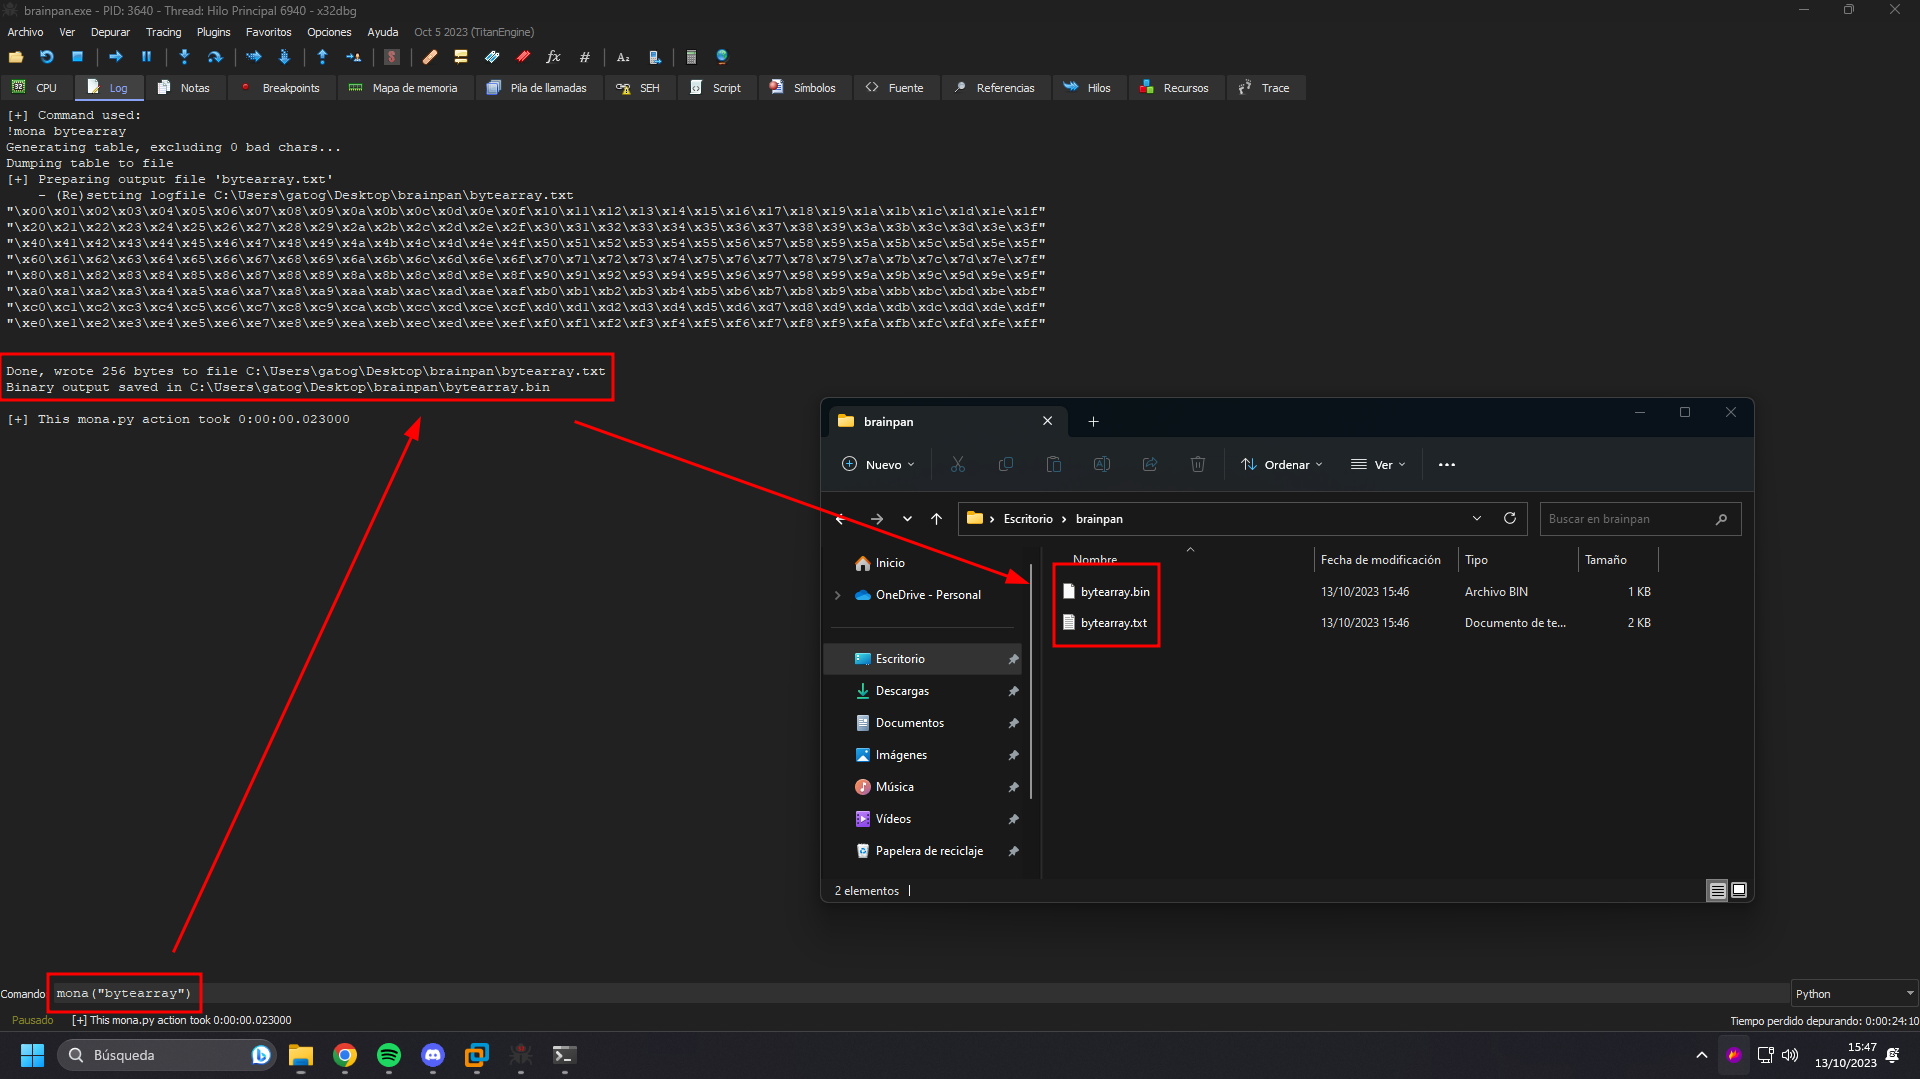 brainpan.exe - PID: 3640 - Thread: Hilo Principal 6940 - x32dbg
Archivo Ver Depurar Tracing Plugins Favoritos Opciones Ayuda Oct 5 2023 (TitanEngine)
CPU Log Notas Breakpoints Mapa de memoria Pila de llamadas SEH Script Símbolos Fuente Referencias Hilos Recursos Trace
[+] Command used:
!mona bytearray
Generating table, excluding 0 bad chars...
Dumping table to file
[+] Preparing output file 'bytearray.txt'
- (Re)setting logfile C:\Users\gatog\Desktop\brainpan\bytearray.txt
"\x00\x01\x02\x03\x04\x05\x06\x07\x08\x09\x0a\x0b\x0c\x0d\x0e\x0f\x10\x11\x12\x13\x14\x15\x16\x17\x18\x19\x1a\x1b\x1c\x1d\x1e\x1f"
"\x20\x21\x22\x23\x24\x25\x26\x27\x28\x29\x2a\x2b\x2c\x2d\x2e\x2f\x30\x31\x32\x33\x34\x35\x36\x37\x38\x39\x3a\x3b\x3c\x3d\x3e\x3f"
"\x40\x41\x42\x43\x44\x45\x46\x47\x48\x49\x4a\x4b\x4c\x4d\x4e\x4f\x50\x51\x52\x53\x54\x55\x56\x57\x58\x59\x5a\x5b\x5c\x5d\x5e\x5f"
"\x60\x61\x62\x63\x64\x65\x66\x67\x68\x69\x6a\x6b\x6c\x6d\x6e\x6f\x70\x71\x72\x73\x74\x75\x76\x77\x78\x79\x7a\x7b\x7c\x7d\x7e\x7f"
"\x80\x81\x82\x83\x84\x85\x86\x87\x88\x89\x8a\x8b\x8c\x8d\x8e\x8f\x90\x91\x92\x93\x94\x95\x96\x97\x98\x99\x9a\x9b\x9c\x9d\x9e\x9f"
"\xa0\xa1\xa2\xa3\xa4\xa5\xa6\xa7\xa8\xa9\xaa\xab\xac\xad\xae\xaf\xb0\xb1\xb2\xb3\xb4\xb5\xb6\xb7\xb8\xb9\xba\xbb\xbc\xbd\xbe\xbf"
"\xc0\xc1\xc2\xc3\xc4\xc5\xc6\xc7\xc8\xc9\xca\xcb\xcc\xcd\xce\xcf\xd0\xd1\xd2\xd3\xd4\xd5\xd6\xd7\xd8\xd9\xda\xdb\xdc\xdd\xde\xdf"
"\xe0\xe1\xe2\xe3\xe4\xe5\xe6\xe7\xe8\xe9\xea\xeb\xec\xed\xee\xef\xf0\xf1\xf2\xf3\xf4\xf5\xf6\xf7\xf8\xf9\xfa\xfb\xfc\xfd\xfe\xff"
Done, wrote 256 bytes to file C:\Users\gatog\Desktop\brainpan\bytearray.txt
Binary output saved in C:\Users\gatog\Desktop\brainpan\bytearray.bin
[+] This mona.py action took 0:00:00.023000
brainpan
Nuevo Ordenar Ver
Escritorio brainpan Buscar en brainpan
Nombre Fecha de modificación Tipo Tamaño
bytearray.bin 13/10/2023 15:46 Archivo BIN 1 KB
bytearray.txt 13/10/2023 15:46 Documento de te... 2 KB
Inicio
OneDrive - Personal
Escritorio
Descargas
Documentos
Imágenes
Música
Vídeos
Papelera de reciclaje
2 elementos
Comando mona("bytearray") Python
Pausado [+] This mona.py action took 0:00:00.023000 Tiempo perdido depurando: 0:00:24:10
Búsqueda
15:47
13/10/2023